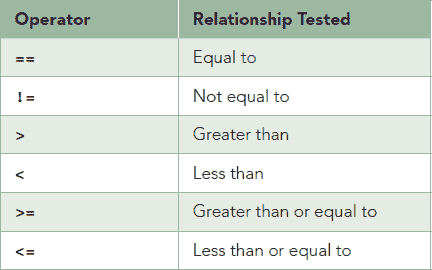 Operator Relationship Tested
== Equal to
!= Not equal to
> Greater than
< Less than
>= Greater than or equal to
<= Less than or equal to